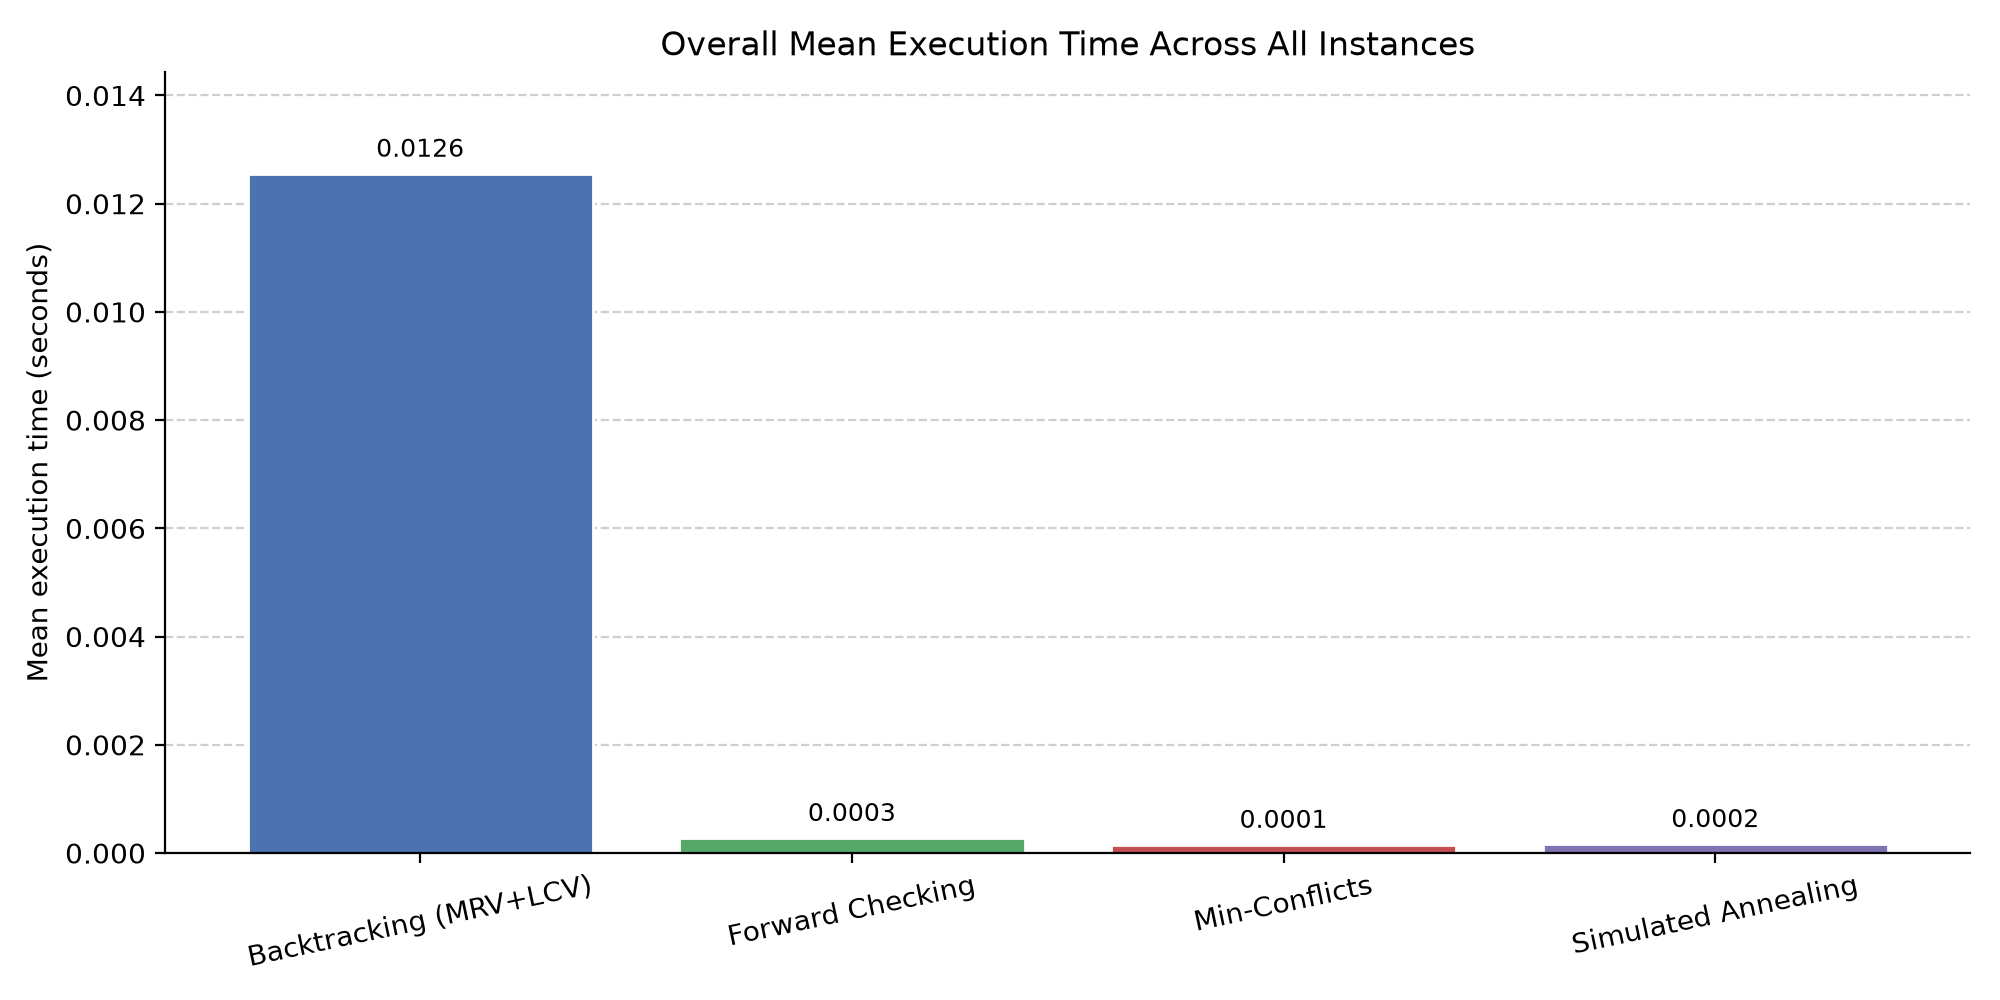 Overall Mean Execution Time Across All Instances
Mean execution time (seconds)
0.014
0.012
0.010
0.008
0.006
0.004
0.002
0.000
0.0126
0.0003
0.0001
0.0002
Backtracking (MRV+LCV)
Forward Checking
Min-Conflicts
Simulated Annealing